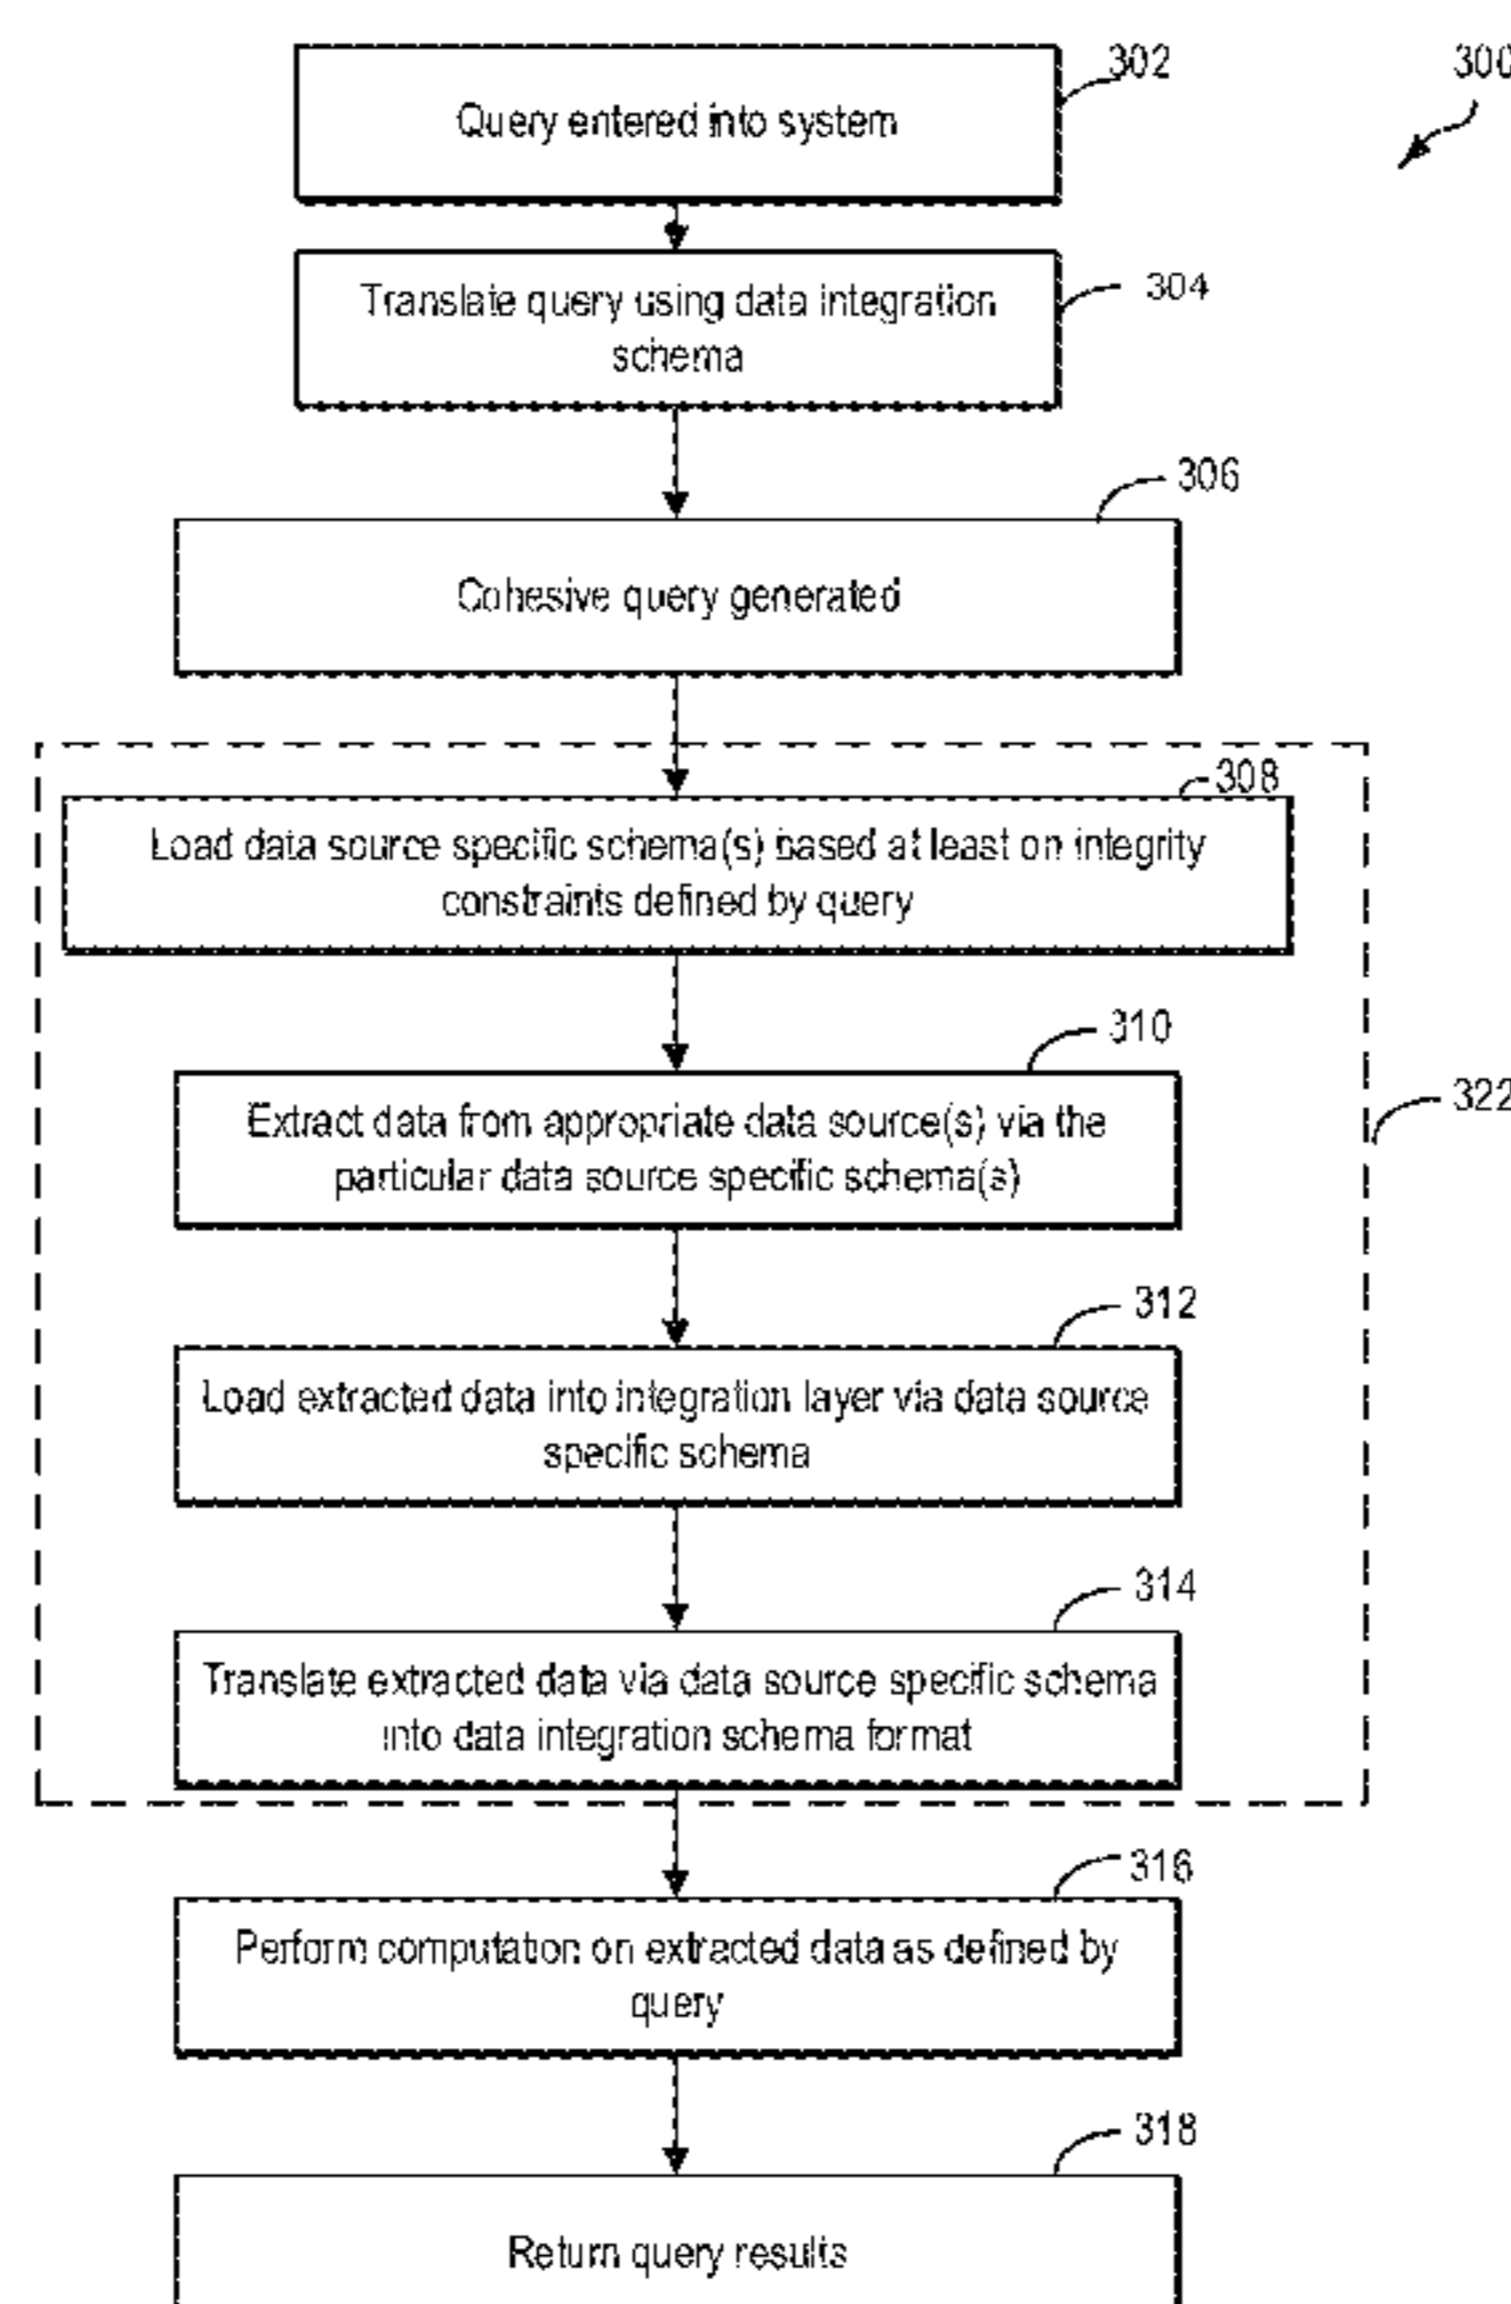 302
300
Query entered into system
304
Translate query using data integration
schema
306
Cohesive query generated
308
Load data source specific schema(s) based at least on integrity
constraints defined by query
310
Extract data from appropriate data source(s) via the
particular data source specific schema(s)
322
312
Load extracted data into integration layer via data source
specific schema
314
Translate extracted data via data source specific schema
into data integration schema format
316
Perform computation on extracted data as defined by
query
318
Return query results